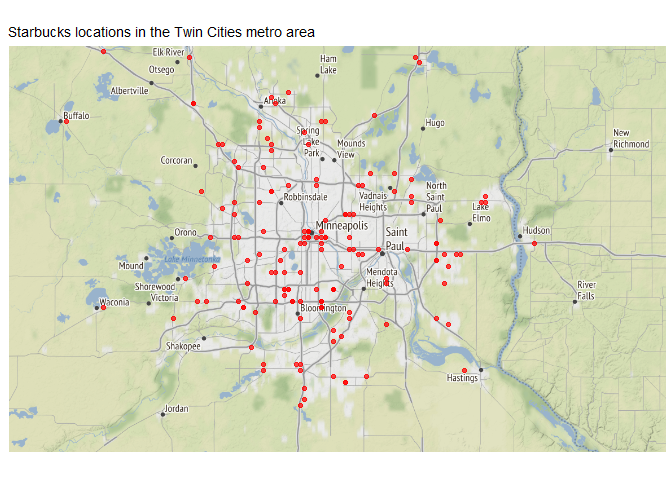 Starbucks locations in the Twin Cities metro area
Elk River
Otsego
Ham
Lake
Albertville
Anoka
Buffalo
Hugo
Spring
Lake
Park
Mounds
View
New
Richmond
Corcoran
Robbinsdale
Vadnais
Heights
North
Saint
Paul
Lake
Elmo
Minneapolis
Orono
Saint
Paul
Hudson
Lake Minnetonka
Mound
Mendota
Heights
Shorewood
Victoria
River
Falls
Waconia
Bloomington
Shakopee
Hastings
Jordan